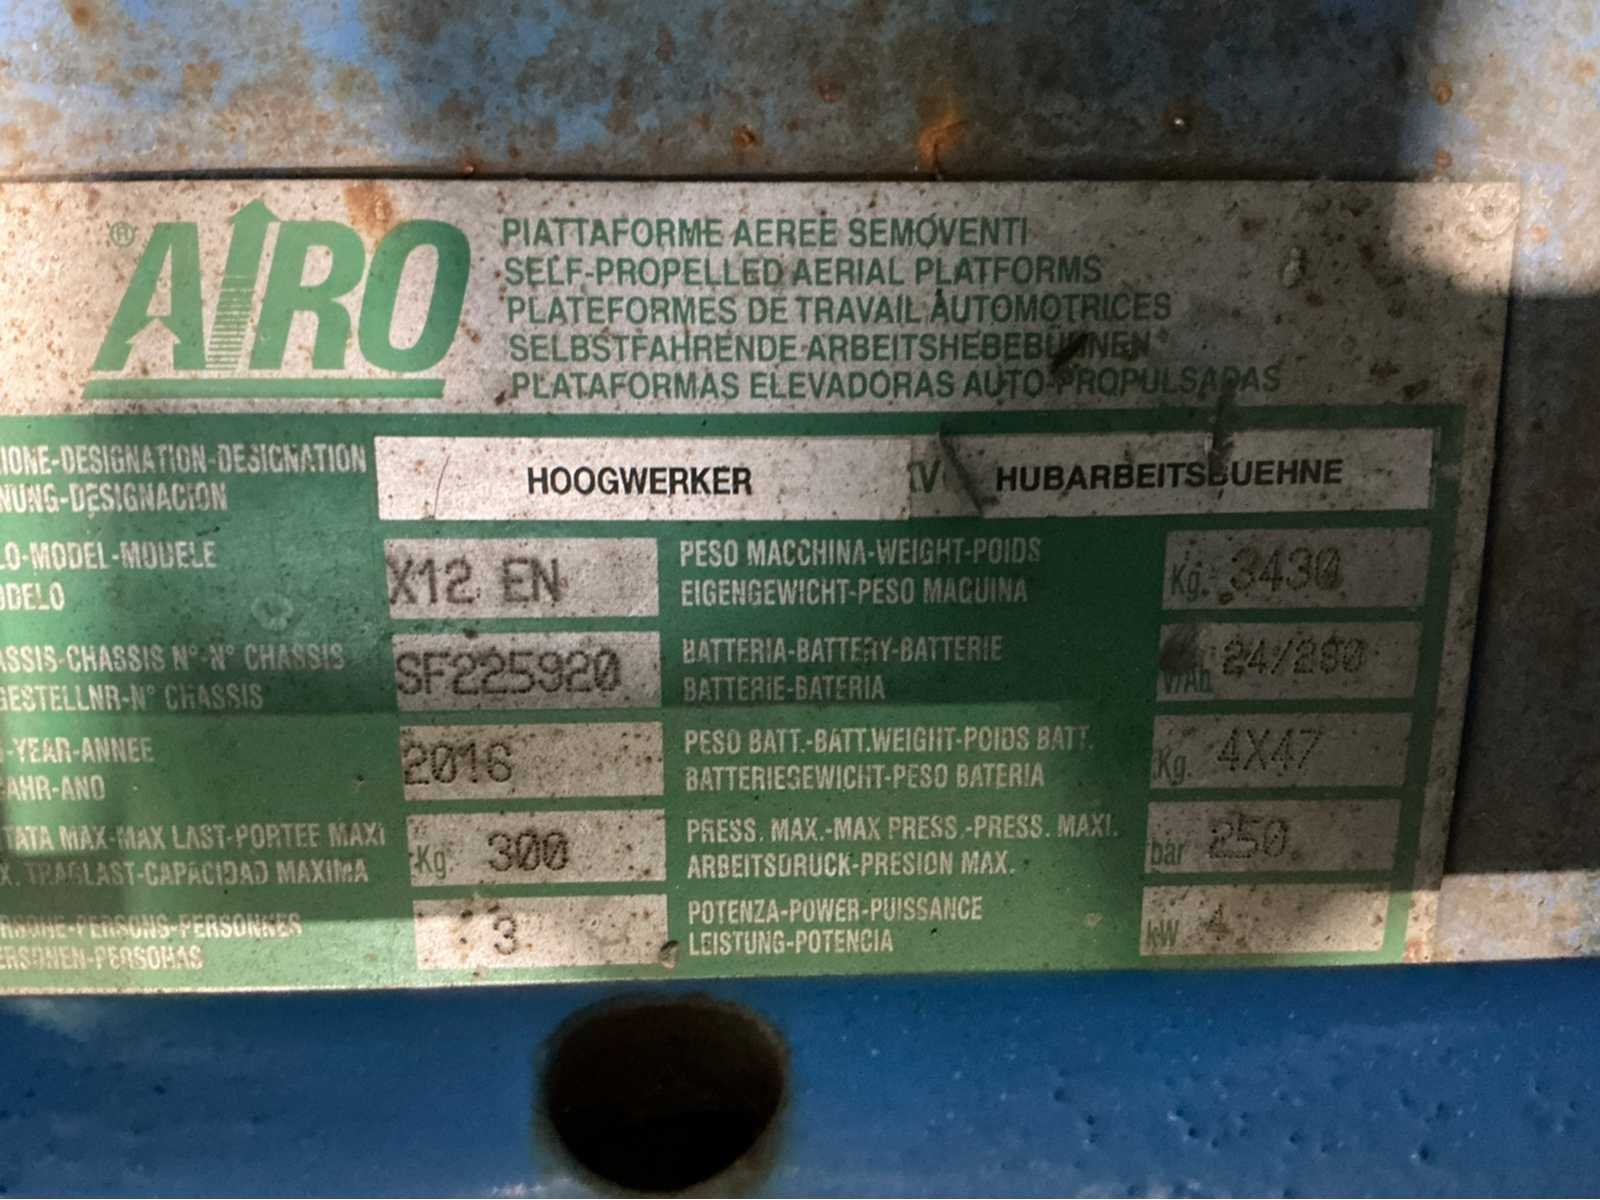 ® AIRO
PIATTAFORME AEREE SEMOVENTI
SELF-PROPELLED AERIAL PLATFORMS
PLATEFORMES DE TRAVAIL AUTOMOTRICES
SELBSTFAHRENDE ARBEITSHEBEBÜHNEN
PLATAFORMAS ELEVADORAS AUTO-PROPULSADAS
IONE-DESIGNATION-DESIGNATION
NUNG-DESIGNACION
HOOGWERKER HUBARBEITSBUEHNE
LO-MODEL-MODELE
ODELO
X12 EN
PESO MACCHINA-WEIGHT-POIDS
EIGENGEWICHT-PESO MAQUINA
Kg. 3430
ASSIS-CHASSIS N°-N° CHASSIS
GESTELLNR-N° CHASSIS
SF225920
BATTERIA-BATTERY-BATTERIE
BATTERIE-BATERIA
V/Ah 24/280
-YEAR-ANNEE
AHR-ANO
2016
PESO BATT.-BATT.WEIGHT-POIDS BATT.
BATTERIEGEWICHT-PESO BATERIA
Kg. 4X47
TATA MAX-MAX LAST-PORTEE MAXI
X. TRAGLAST-CAPACIDAD MAXIMA
Kg. 300
PRESS. MAX.-MAX PRESS.-PRESS. MAXI.
ARBEITSDRUCK-PRESION MAX.
bar 250
RSONE-PERSONS-PERSONNES
ERSONEN-PERSONAS
3
POTENZA-POWER-PUISSANCE
LEISTUNG-POTENCIA
kW 4